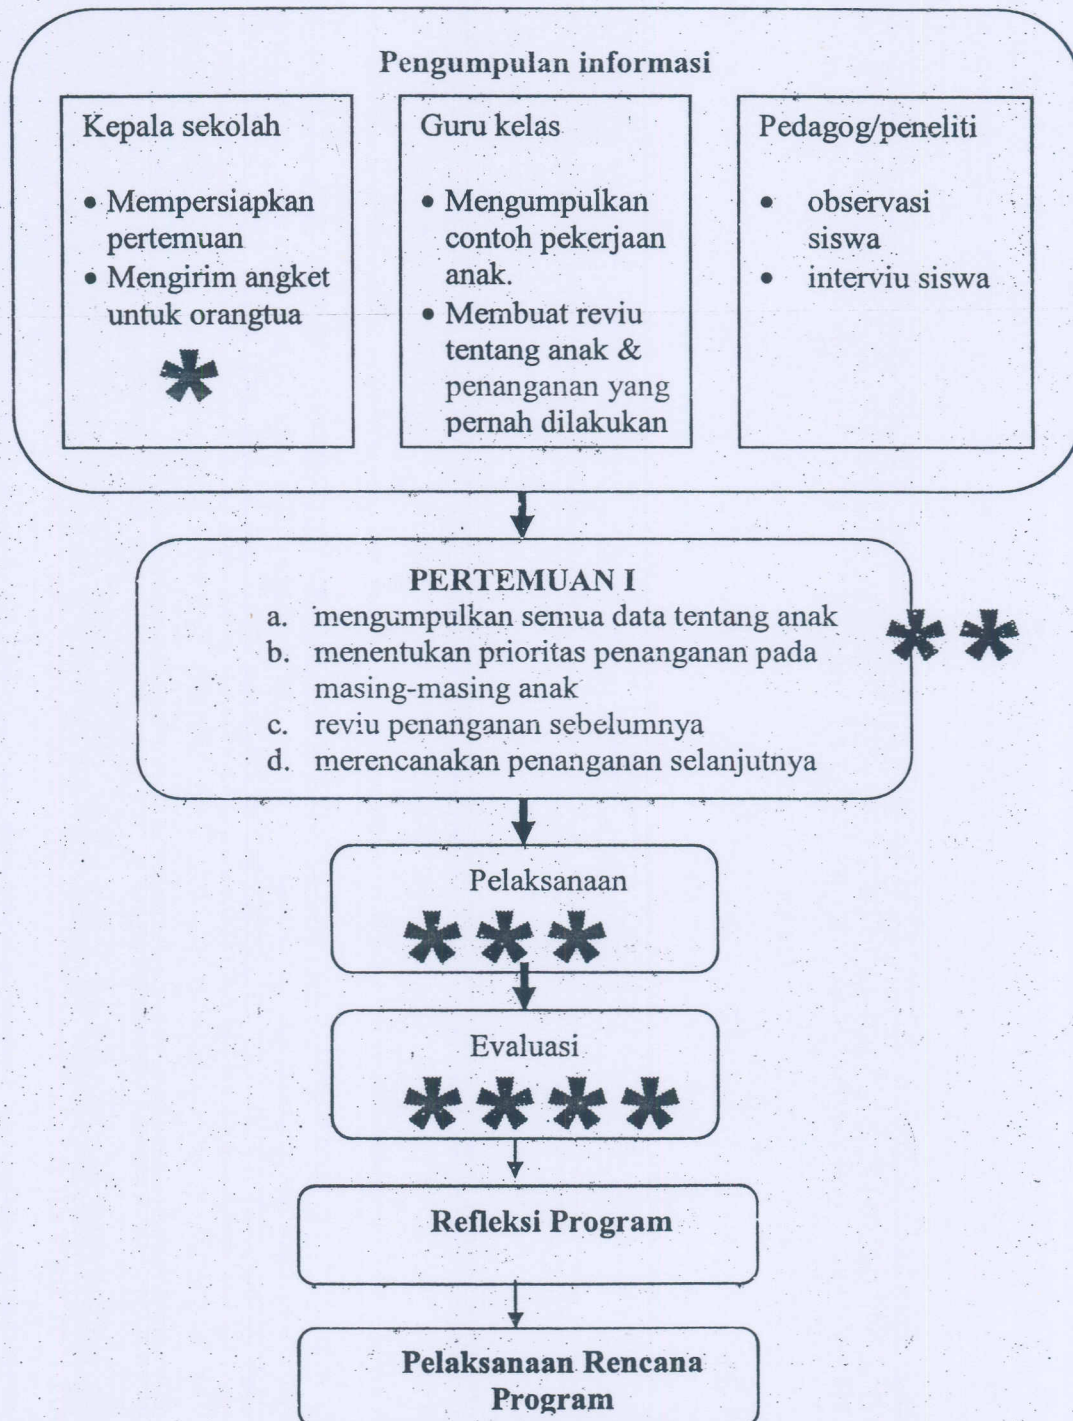 Pengumpulan informasi
Kepala sekolah
• Mempersiapkan
pertemuan
• Mengirim angket
untuk orangtua
*
Guru kelas
• Mengumpulkan
contoh pekerjaan
anak.
• Membuat reviu
tentang anak &
penanganan yang
pernah dilakukan
Pedagog/peneliti
• observasi
siswa
• interviu siswa
PERTEMUAN I
a. mengumpulkan semua data tentang anak
b. menentukan prioritas penanganan pada
masing-masing anak
c. reviu penanganan sebelumnya
d. merencanakan penanganan selanjutnya
* *
Pelaksanaan
* * *
Evaluasi
* * * *
Refleksi Program
Pelaksanaan Rencana
Program